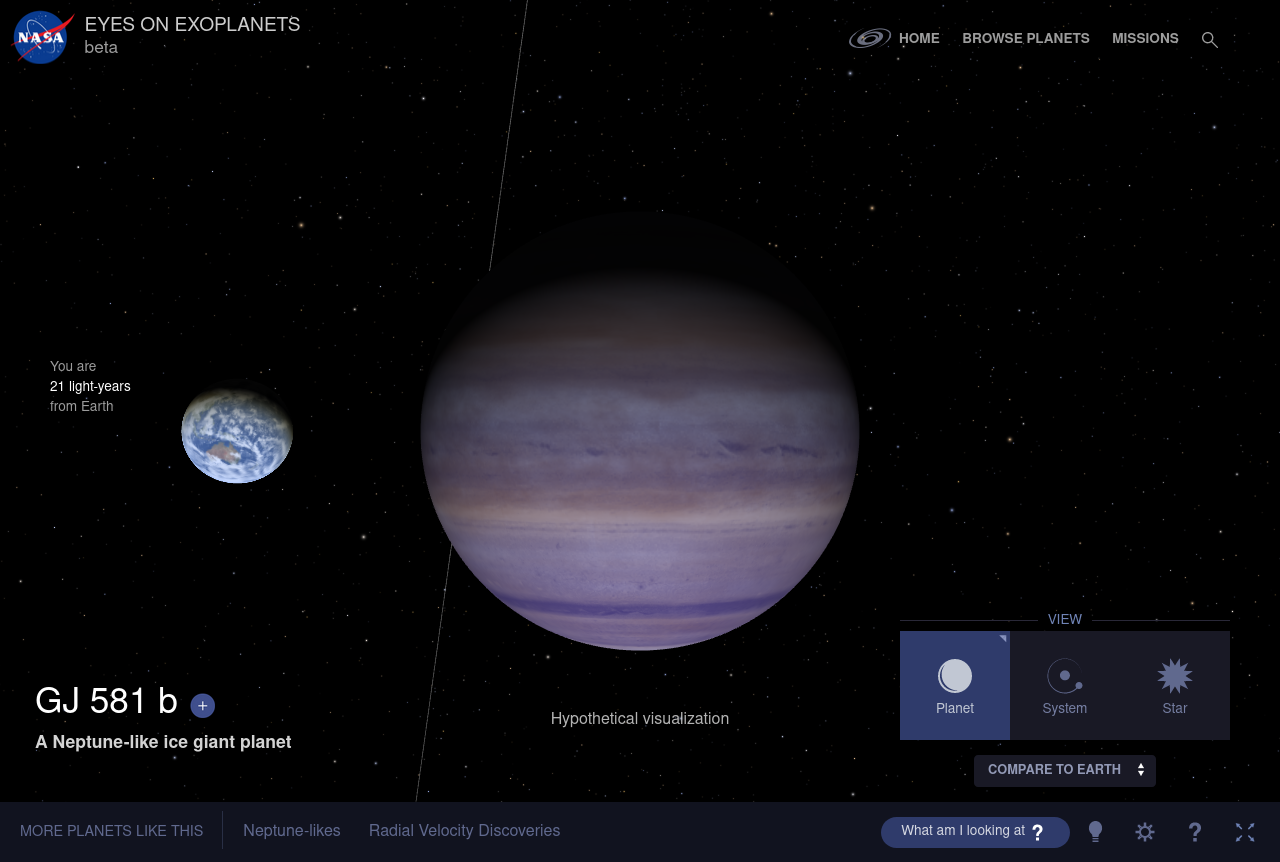 NASA
EYES ON EXOPLANETS
beta
HOME
BROWSE PLANETS
MISSIONS
You are
21 light-years
from Earth
GJ 581 b +
A Neptune-like ice giant planet
Hypothetical visualization
VIEW
Planet
System
Star
COMPARE TO EARTH
MORE PLANETS LIKE THIS
Neptune-likes
Radial Velocity Discoveries
What am I looking at ?
?